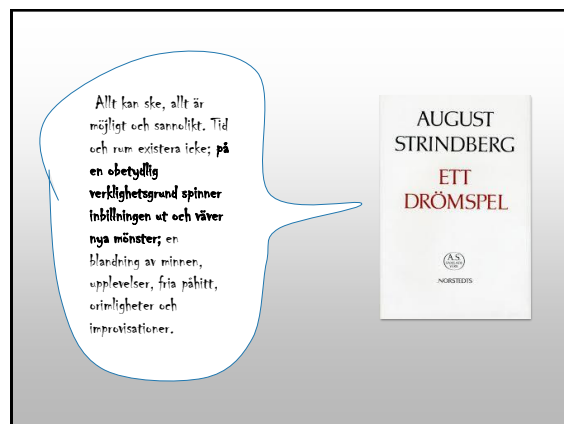 Allt kan ske, allt är
möjligt och sannolikt. Tid
och rum existera icke; på
en obetydlig
verklighetsgrund spinner
inbillningen ut och väver
nya mönster; en
blandning av minnen,
upplevelser, fria påhitt,
orimligheter och
improvisationer.
AUGUST
STRINDBERG
ETT
DRÖMSPEL
A.S
NORSTEDTS